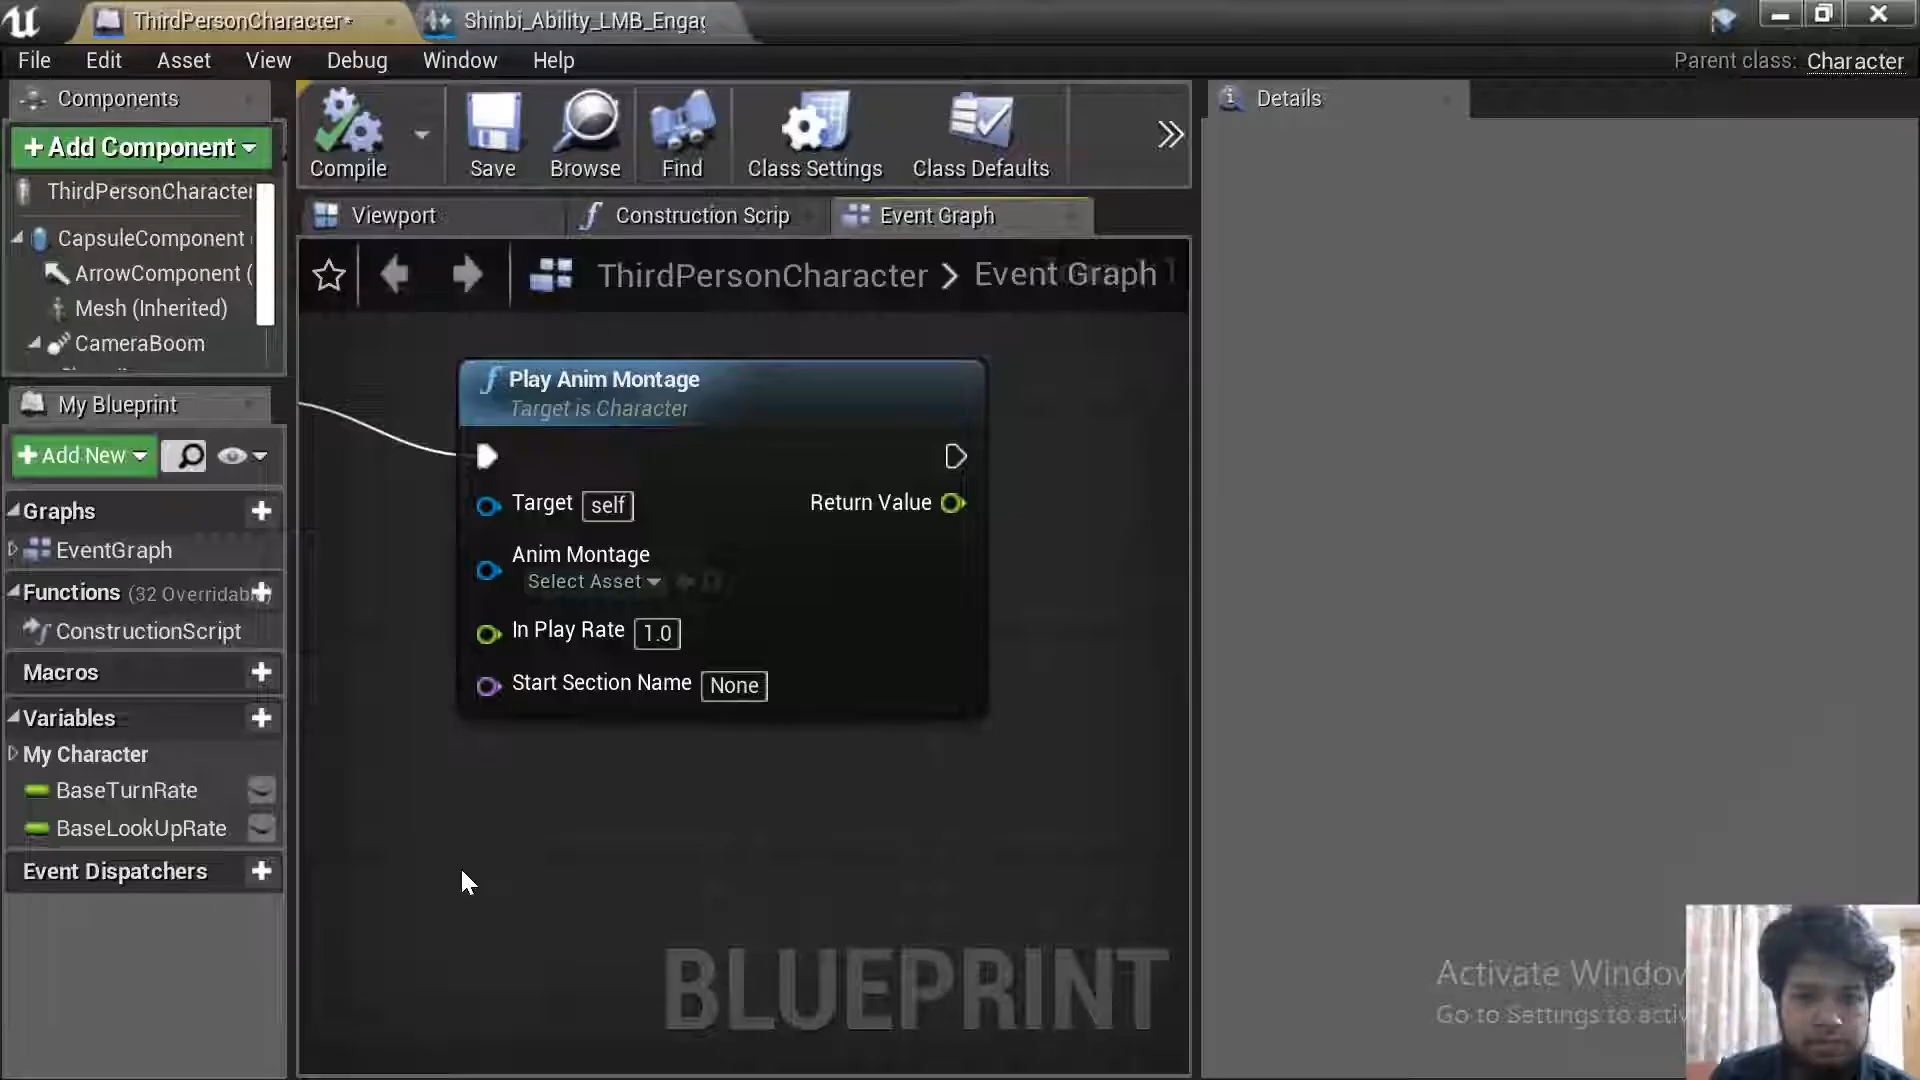 ThirdPersonCharacter*
Shinbi_Ability_LMB_Engag
File
Edit
Asset
View
Debug
Window
Help
Parent class: Character
Components
+ Add Component
ThirdPersonCharacter
CapsuleComponent
ArrowComponent (
Mesh (Inherited)
CameraBoom
My Blueprint
+ Add New
Graphs
EventGraph
Functions (32 Overridab
ConstructionScript
Macros
Variables
My Character
BaseTurnRate
BaseLookUpRate
Event Dispatchers
Compile
Save
Browse
Find
Class Settings
Class Defaults
Viewport
Construction Scrip
Event Graph
ThirdPersonCharacter > Event Graph
Play Anim Montage
Target is Character
Target self
Return Value
Anim Montage
Select Asset
In Play Rate 1.0
Start Section Name None
BLUEPRINT
Details
Activate Window
Go to Settings to activ